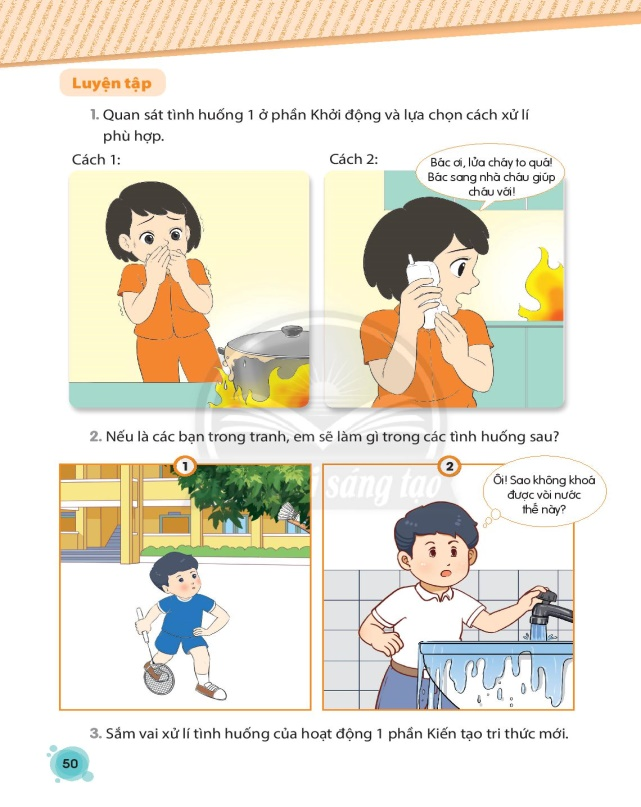 Luyện tập
1. Quan sát tình huống 1 ở phần Khởi động và lựa chọn cách xử lí
phù hợp.
Cách 1:
Cách 2:
Bác ơi, lửa cháy to quá!
Bác sang nhà cháu giúp
cháu với!
2. Nếu là các bạn trong tranh, em sẽ làm gì trong các tình huống sau?
1
2
Ôi! Sao không khoá
được vòi nước
thế này?
sáng tạo
3. Sắm vai xử lí tình huống của hoạt động 1 phần Kiến tạo tri thức mới.
50